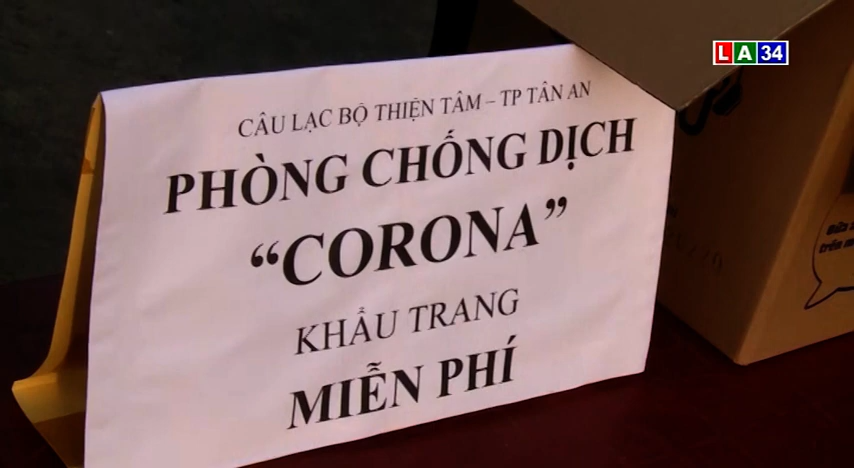 LA34
CÂU LẠC BỘ THIỆN TÂM – TP TÂN AN
PHÒNG CHỐNG DỊCH
“CORONA”
KHẨU TRANG
MIỄN PHÍ